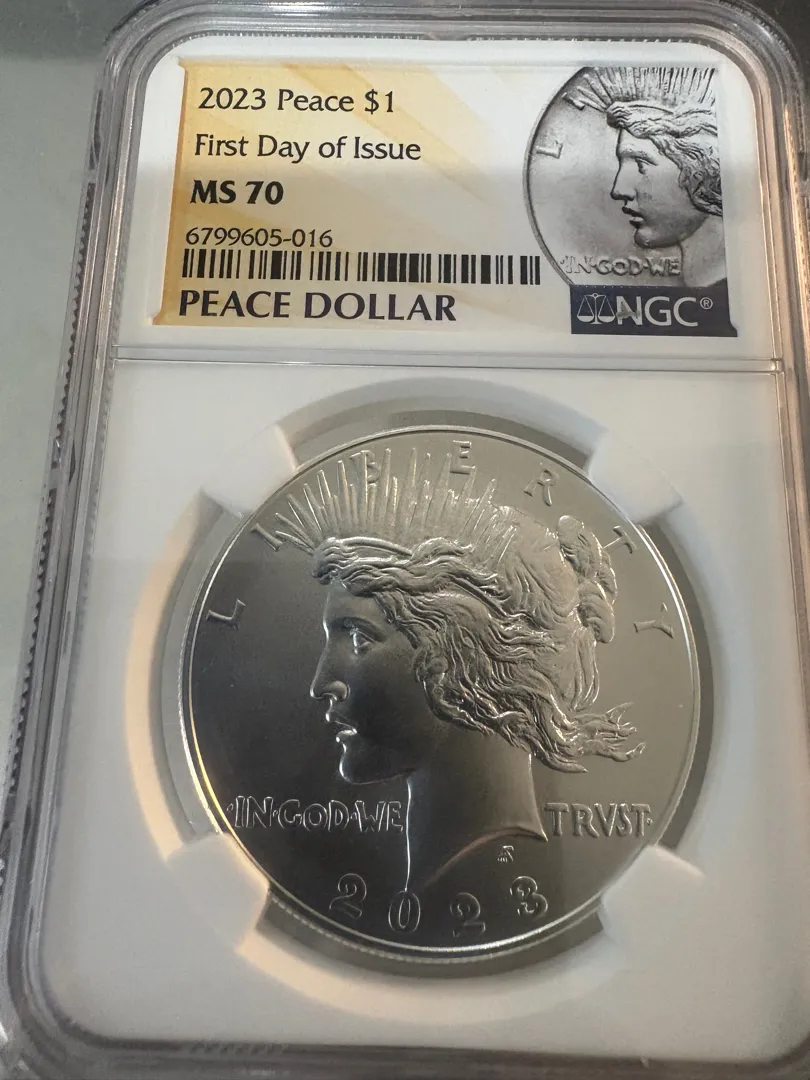 2023 Peace $1
First Day of Issue
MS 70
6799605-016
PEACE DOLLAR
L
IN·GOD·WE
NGC®
LIBERTY
·IN·GOD·WE TRVST·
2023